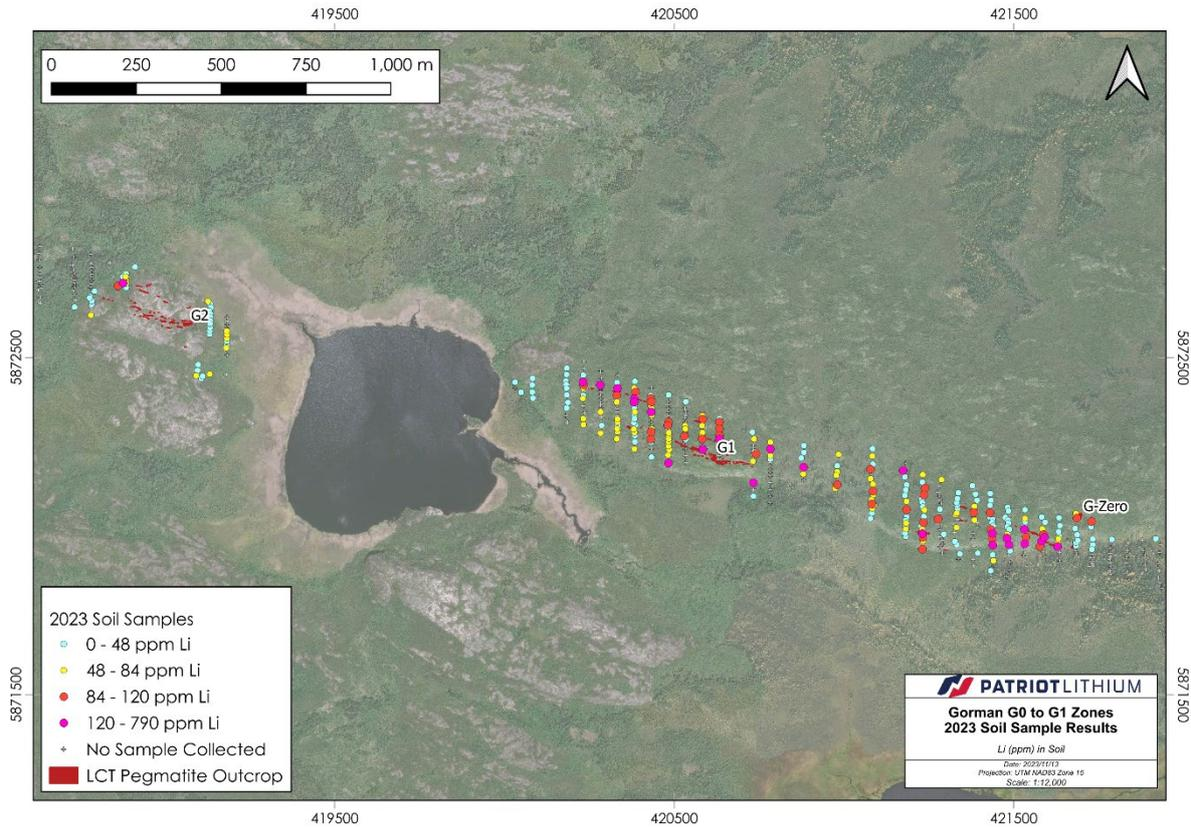 419500 420500 421500
0 250 500 750 1,000 m
G2
5872500 5872500
G1
G-Zero
2023 Soil Samples
0 - 48 ppm Li
48 - 84 ppm Li
84 - 120 ppm Li
120 - 790 ppm Li
No Sample Collected
LCT Pegmatite Outcrop
5871500 5871500
PATRIOTLITHIUM
Gorman G0 to G1 Zones
2023 Soil Sample Results
Li (ppm) in Soil
Date: 2023/11/13
Projection: UTM NAD83 Zone 15
Scale: 1:12,000
419500 420500 421500